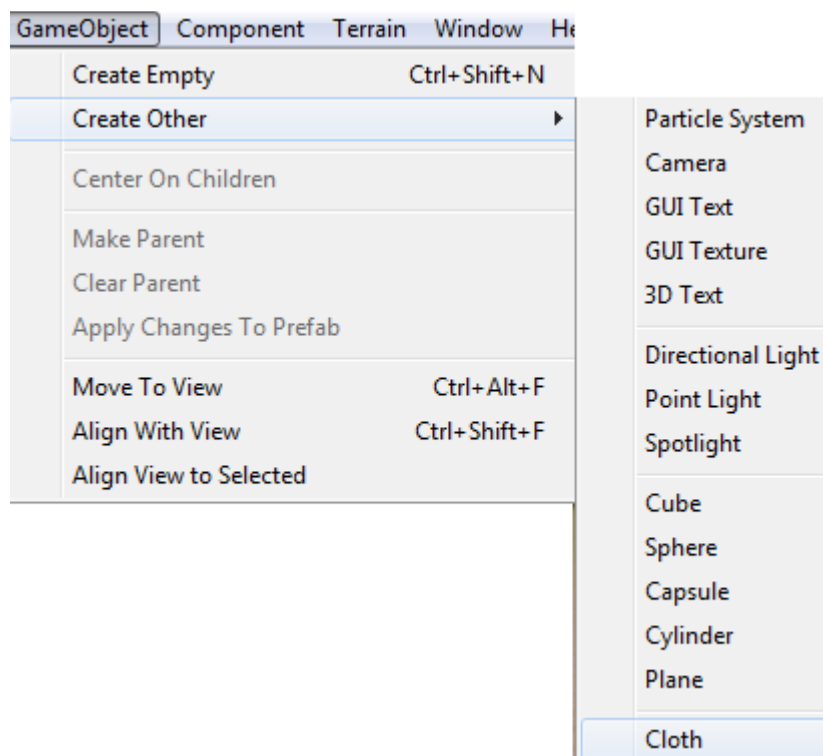 GameObject Component Terrain Window He
Create Empty Ctrl+Shift+N
Create Other
Center On Children
Make Parent
Clear Parent
Apply Changes To Prefab
Move To View Ctrl+Alt+F
Align With View Ctrl+Shift+F
Align View to Selected
Particle System
Camera
GUI Text
GUI Texture
3D Text
Directional Light
Point Light
Spotlight
Cube
Sphere
Capsule
Cylinder
Plane
Cloth